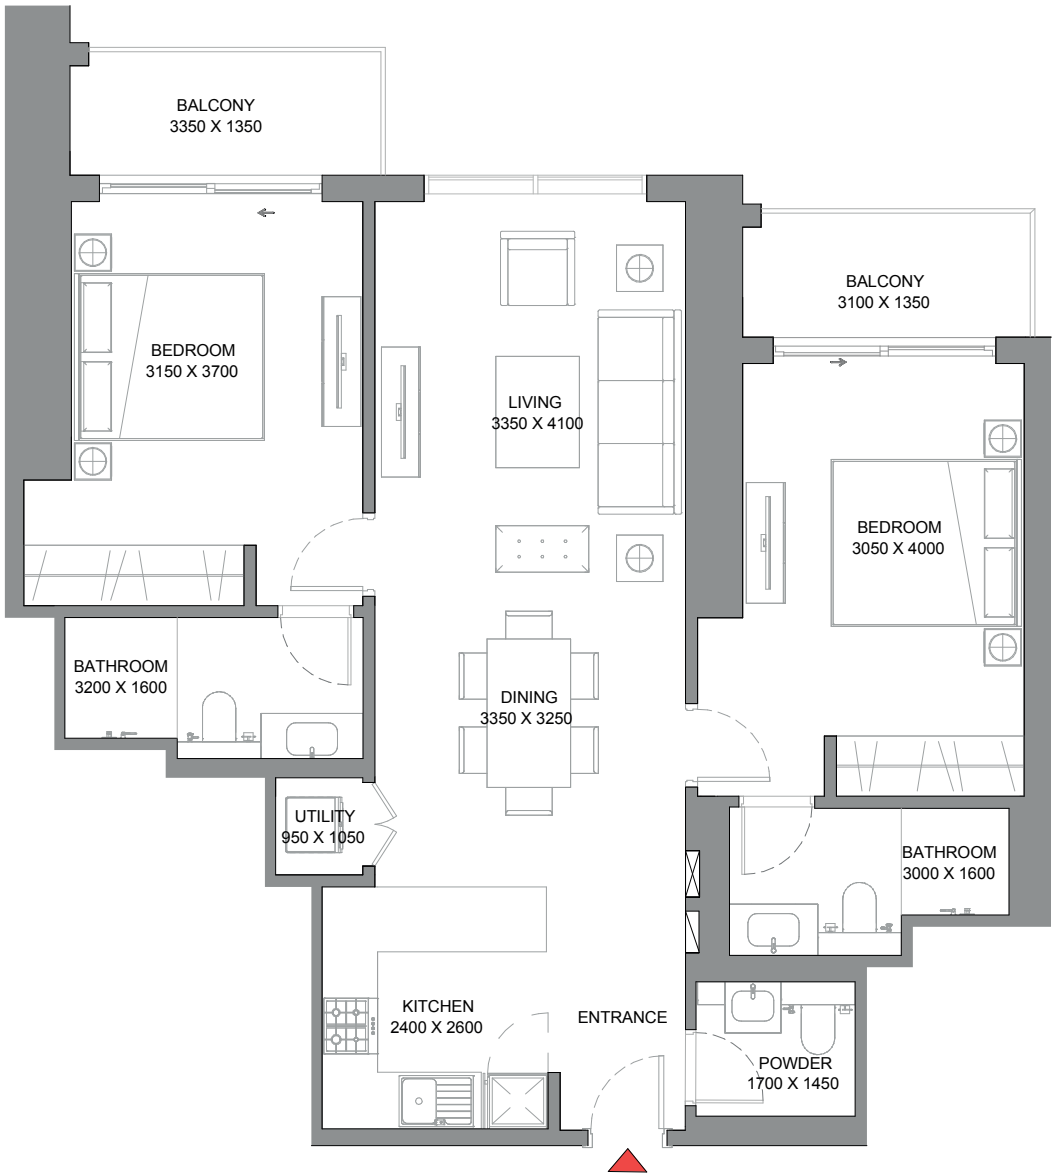 BALCONY
3350 X 1350
BALCONY
3100 X 1350
BEDROOM
3150 X 3700
LIVING
3350 X 4100
BEDROOM
3050 X 4000
BATHROOM
3200 X 1600
DINING
3350 X 3250
UTILITY
950 X 1050
BATHROOM
3000 X 1600
KITCHEN
2400 X 2600
ENTRANCE
POWDER
1700 X 1450